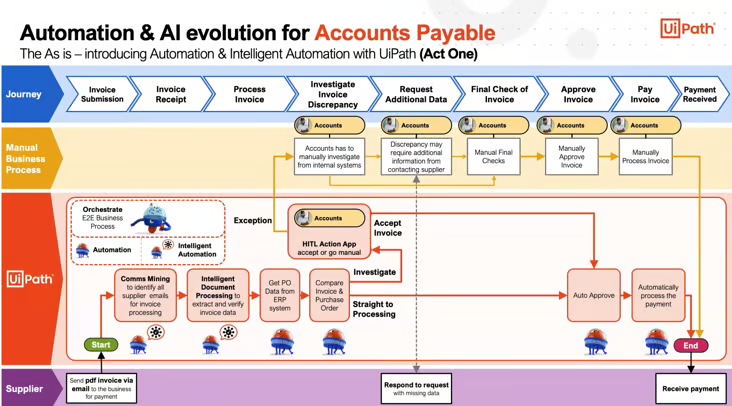 Automation & AI evolution for Accounts Payable
UiPath
The As is – introducing Automation & Intelligent Automation with UiPath (Act One)
Journey
Invoice
Submission
Invoice
Receipt
Process
Invoice
Investigate
Invoice
Discrepancy
Request
Additional Data
Final Check of
Invoice
Approve
Invoice
Pay
Invoice
Payment
Received
Manual
Business
Process
Accounts
Accounts has to
manually investigate
from internal systems
Accounts
Discrepancy may
require additional
information from
contacting supplier
Accounts
Manual Final
Checks
Accounts
Manually
Approve
Invoice
Accounts
Manually
Process Invoice
UiPath
Orchestrate
E2E Business
Process
Automation
Intelligent
Automation
Exception
Accounts
HITL Action App
accept or go manual
Accept
Invoice
Investigate
Straight to
Processing
Comms Mining
to identify all
supplier emails
for invoice
processing
Intelligent
Document
Processing to
extract and verify
invoice data
Get PO
Data from
ERP
system
Compare
Invoice &
Purchase
Order
Auto Approve
Automatically
process the
payment
Start
End
Supplier
Send pdf invoice via
email to the business
for payment
Respond to request
with missing data
Receive payment